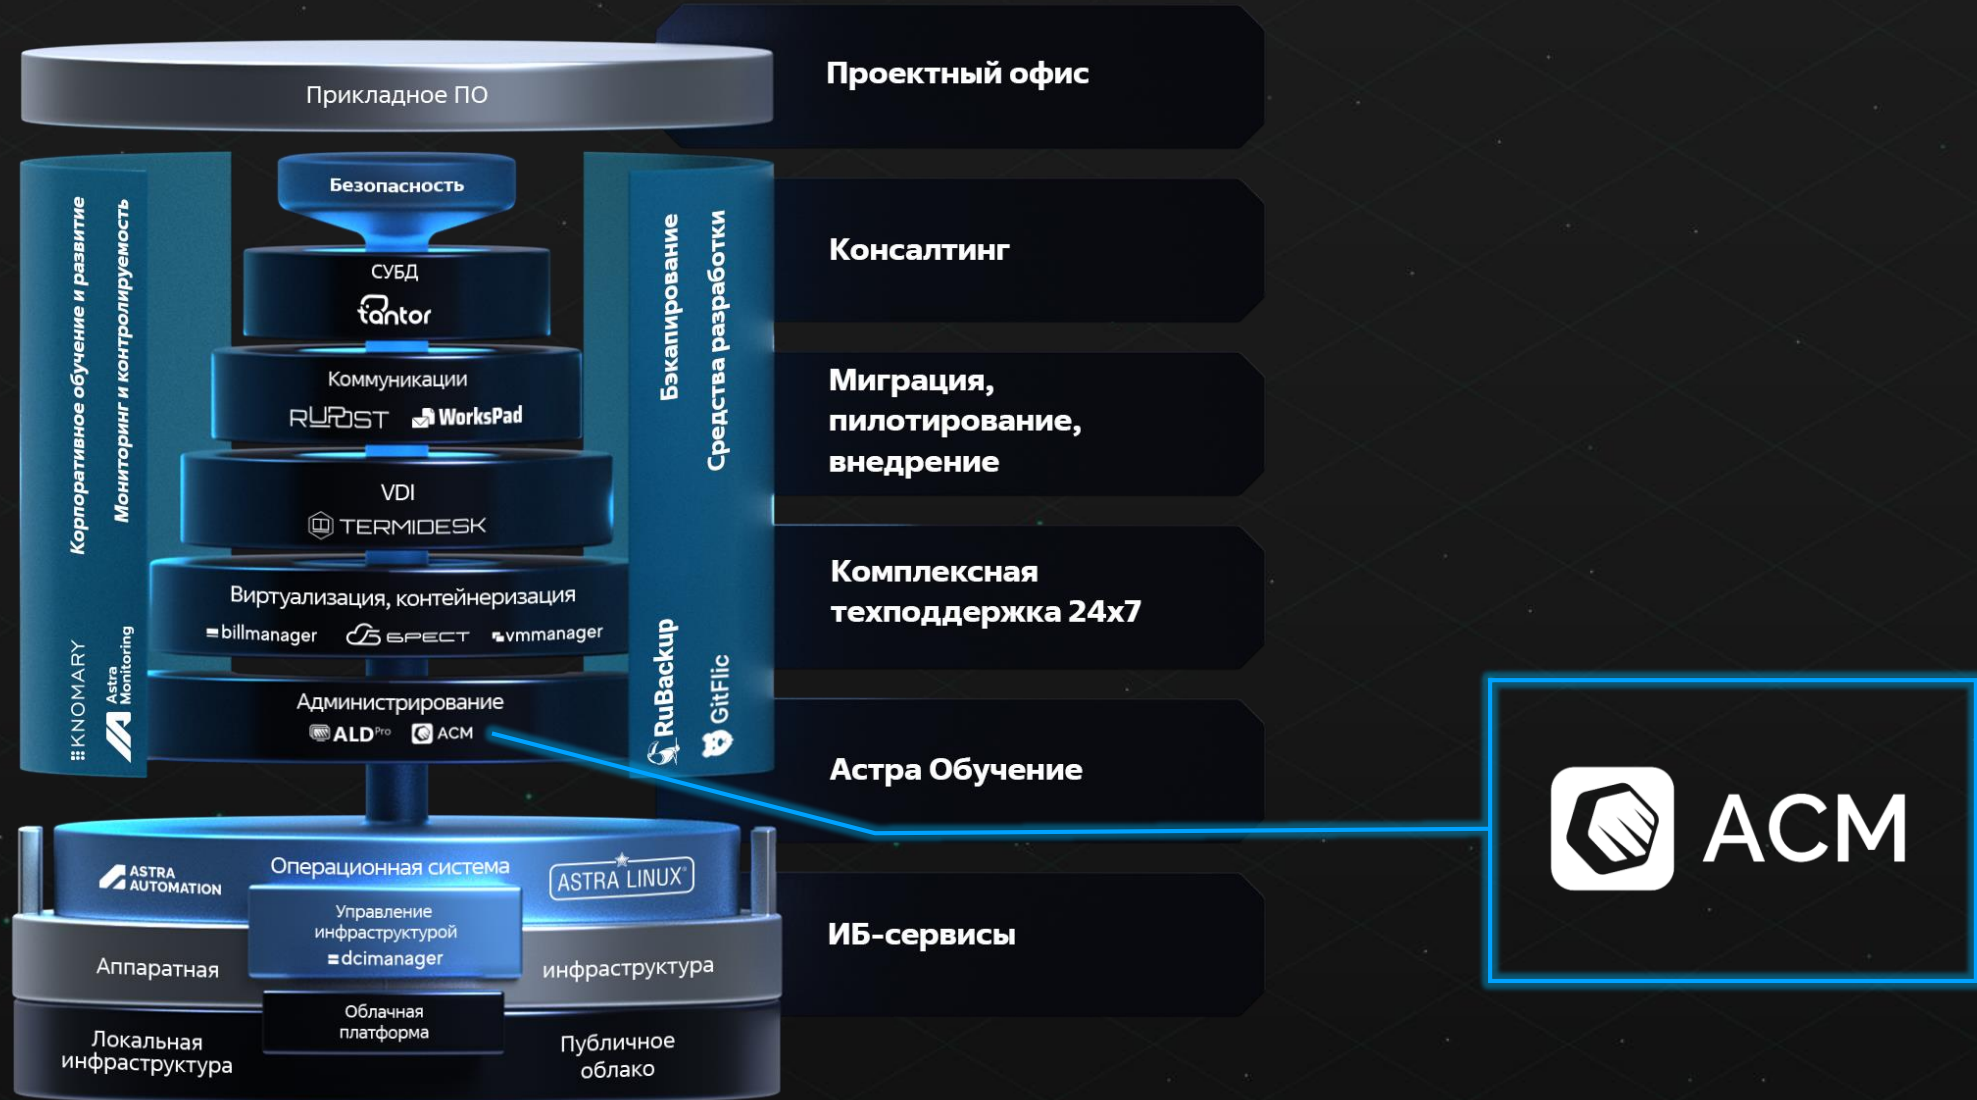 Прикладное ПО
Безопасность
СУБД
tantor
Коммуникации
RUPOST
WorksPad
VDI
TERMIDESK
Виртуализация, контейнеризация
billmanager
БРЕСТ
vmmanager
Администрирование
ALD Pro
ACM
Корпоративное обучение и развитие
Мониторинг и контролируемость
KNOMARY
Astra
Monitoring
Бэкапирование
Средства разработки
RuBackup
GitFlic
ASTRA
AUTOMATION
Операционная система
ASTRA LINUX®
Управление
инфраструктурой
dcimanager
Аппаратная
инфраструктура
Облачная
платформа
Локальная
инфраструктура
Публичное
облако
Проектный офис
Консалтинг
Миграция,
пилотирование,
внедрение
Комплексная
техподдержка 24x7
Астра Обучение
ИБ-сервисы
ACM